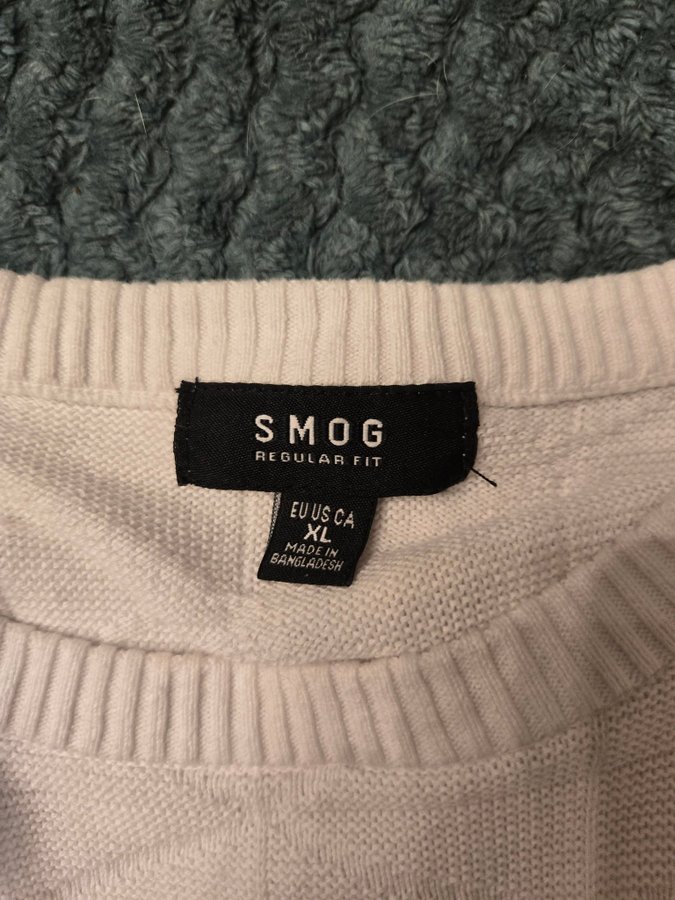 SMOG
REGULAR FIT
EU US CA
XL
MADE IN
BANGLADESH